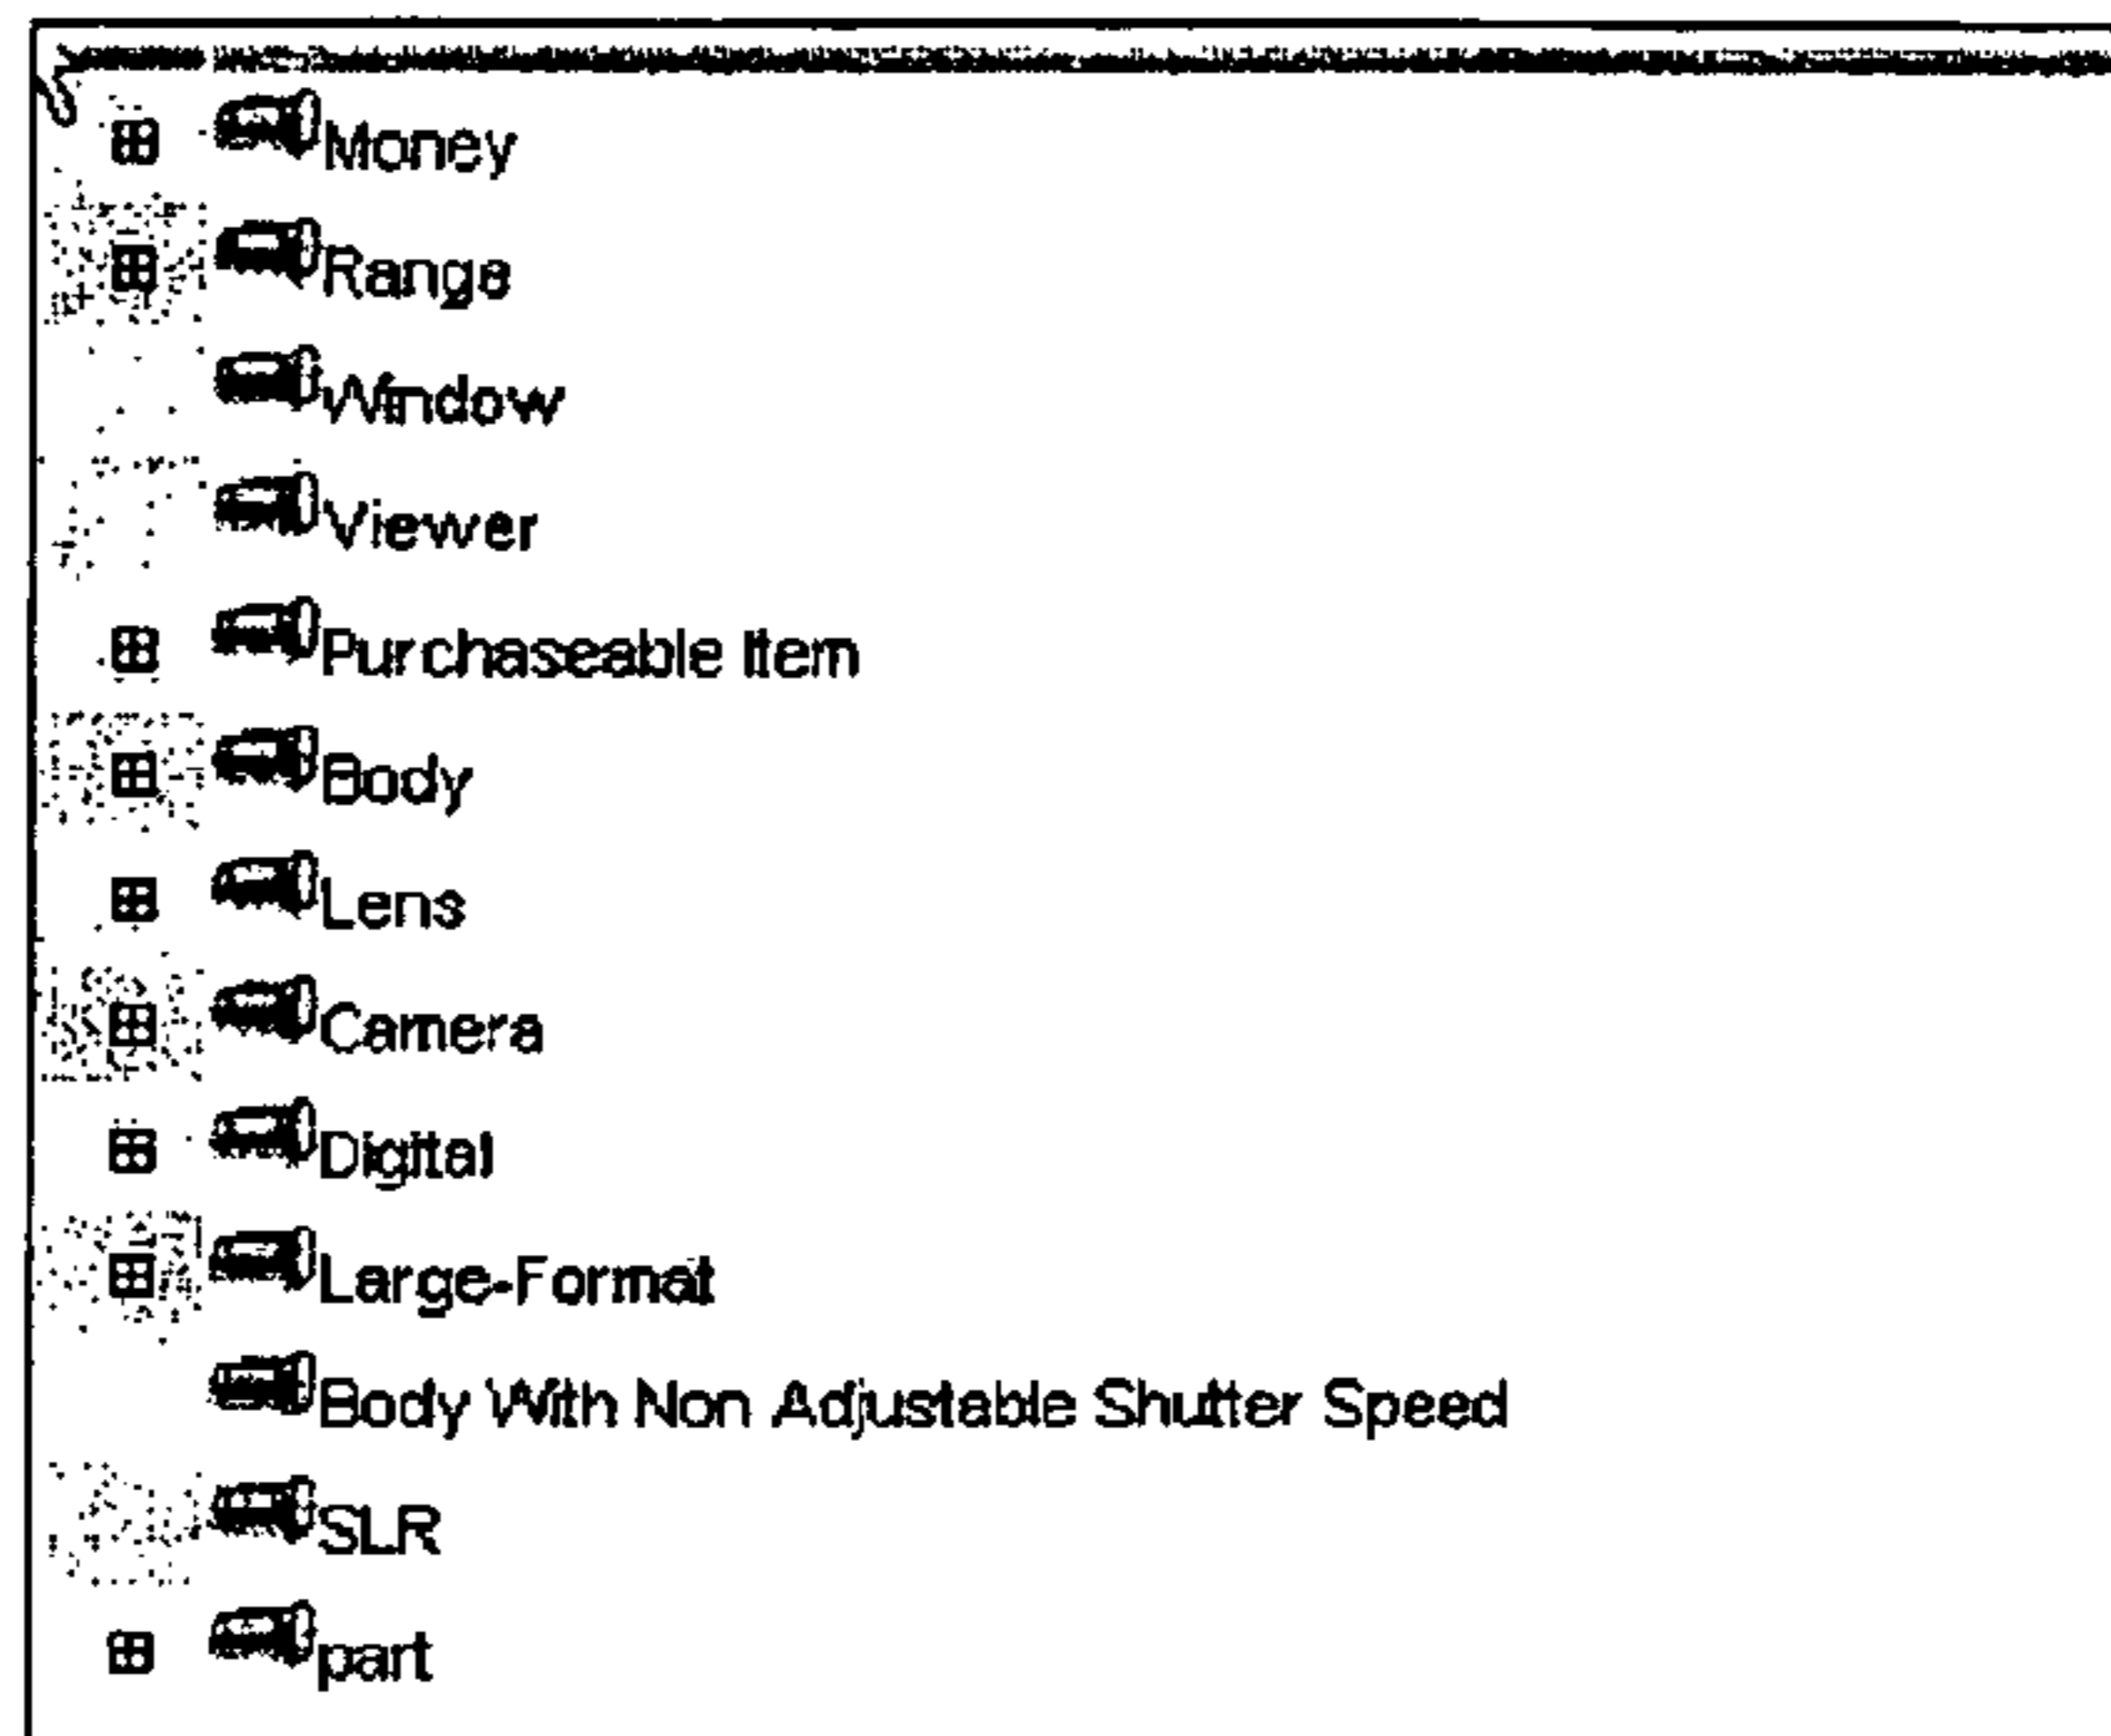 Money
Range
Window
Viewer
Purchaseable Item
Body
Lens
Camera
Digital
Large-Format
Body With Non Adjustable Shutter Speed
SLR
part